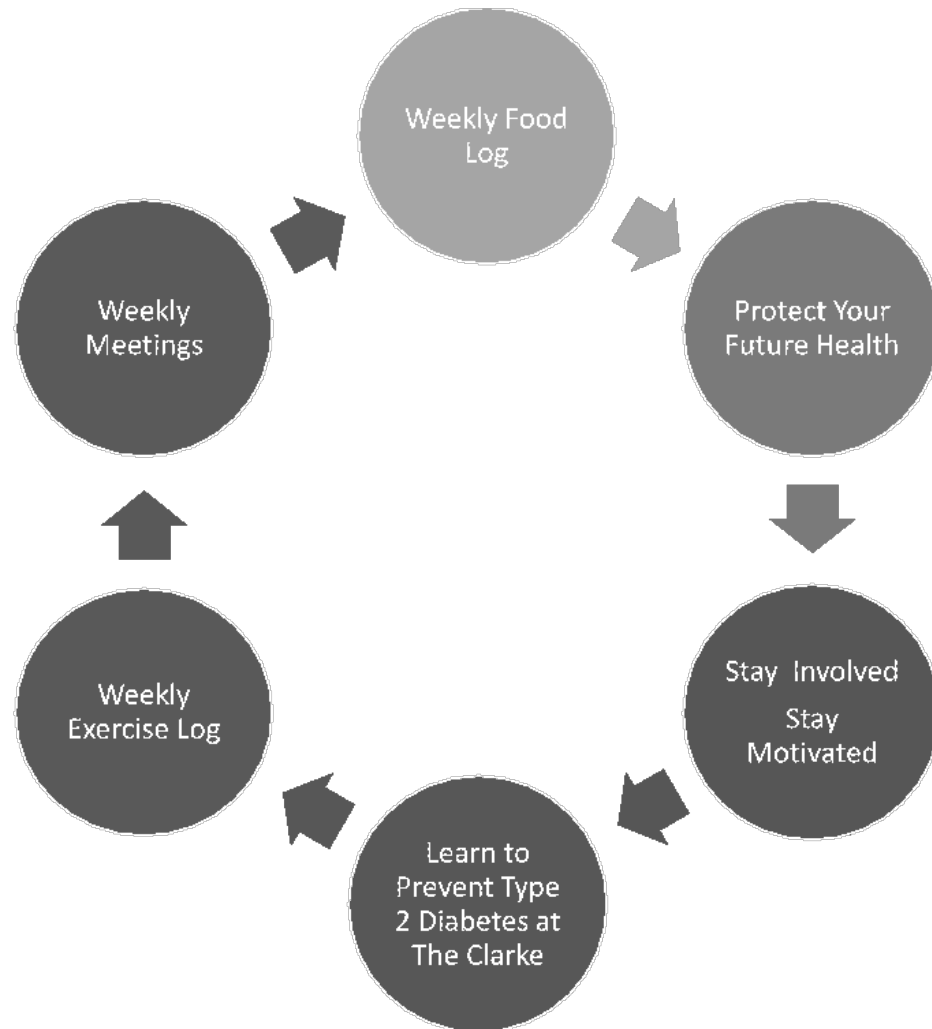 Weekly Food
Log
Protect Your
Future Health
Stay Involved
Stay
Motivated
Learn to
Prevent Type
2 Diabetes at
The Clarke
Weekly
Exercise Log
Weekly
Meetings